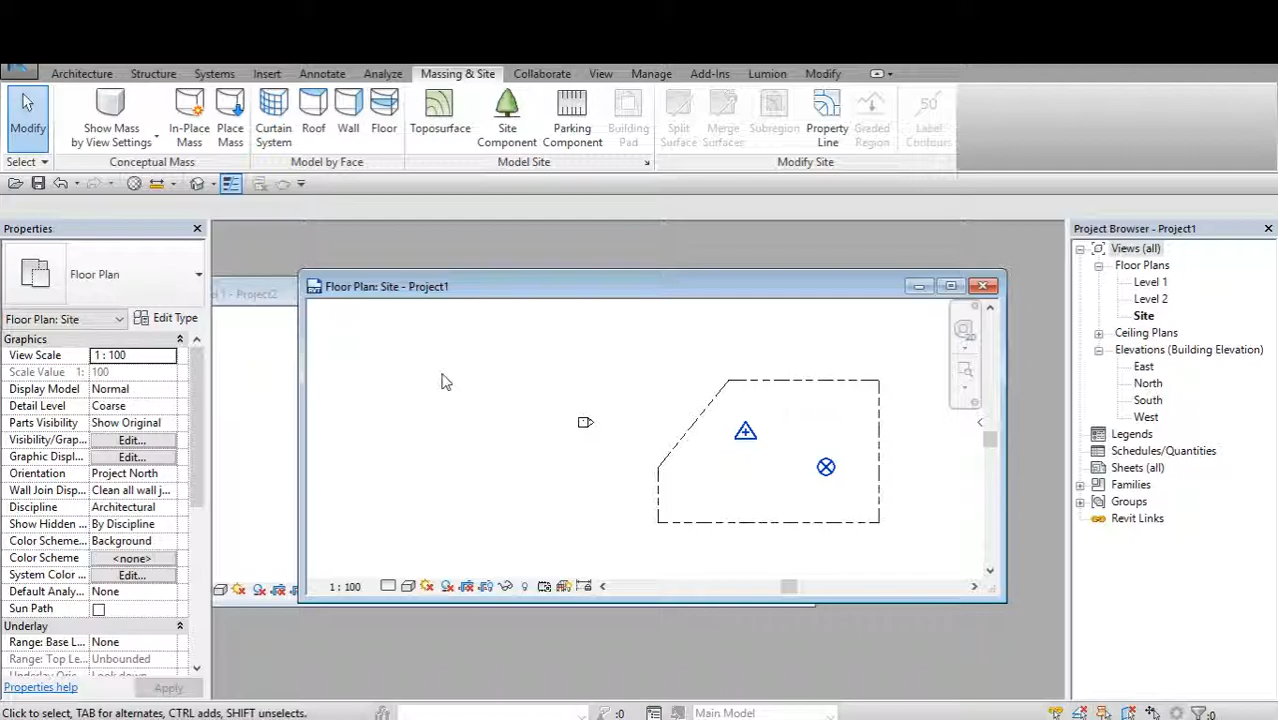 Architecture Structure Systems Insert Annotate Analyze Massing & Site Collaborate View Manage Add-Ins Lumion Modify
Modify
Show Mass
by View Settings
In-Place
Mass
Place
Mass
Curtain
System
Roof
Wall
Floor
Toposurface
Site
Component
Parking
Component
Building
Pad
Split
Surface
Merge
Surfaces
Subregion
Property
Line
Graded
Region
50
Label
Contours
Select
Conceptual Mass
Model by Face
Model Site
Modify Site
Properties
Floor Plan
Floor Plan: Site
Edit Type
Graphics
View Scale 1 : 100
Scale Value 1: 100
Display Model Normal
Detail Level Coarse
Parts Visibility Show Original
Visibility/Grap... Edit...
Graphic Displ... Edit...
Orientation Project North
Wall Join Disp... Clean all wall j...
Discipline Architectural
Show Hidden ... By Discipline
Color Scheme... Background
Color Scheme <none>
System Color ... Edit...
Default Analy... None
Sun Path
Underlay
Range: Base L... None
Range: Top Le... Unbounded
Underlay Orie... Look down
Properties help
Apply
1 - Project2
Floor Plan: Site - Project1
2D
1 : 100
Project Browser - Project1
Views (all)
Floor Plans
Level 1
Level 2
Site
Ceiling Plans
Elevations (Building Elevation)
East
North
South
West
Legends
Schedules/Quantities
Sheets (all)
Families
Groups
Revit Links
Click to select, TAB for alternates, CTRL adds, SHIFT unselects.
:0
Main Model
:0